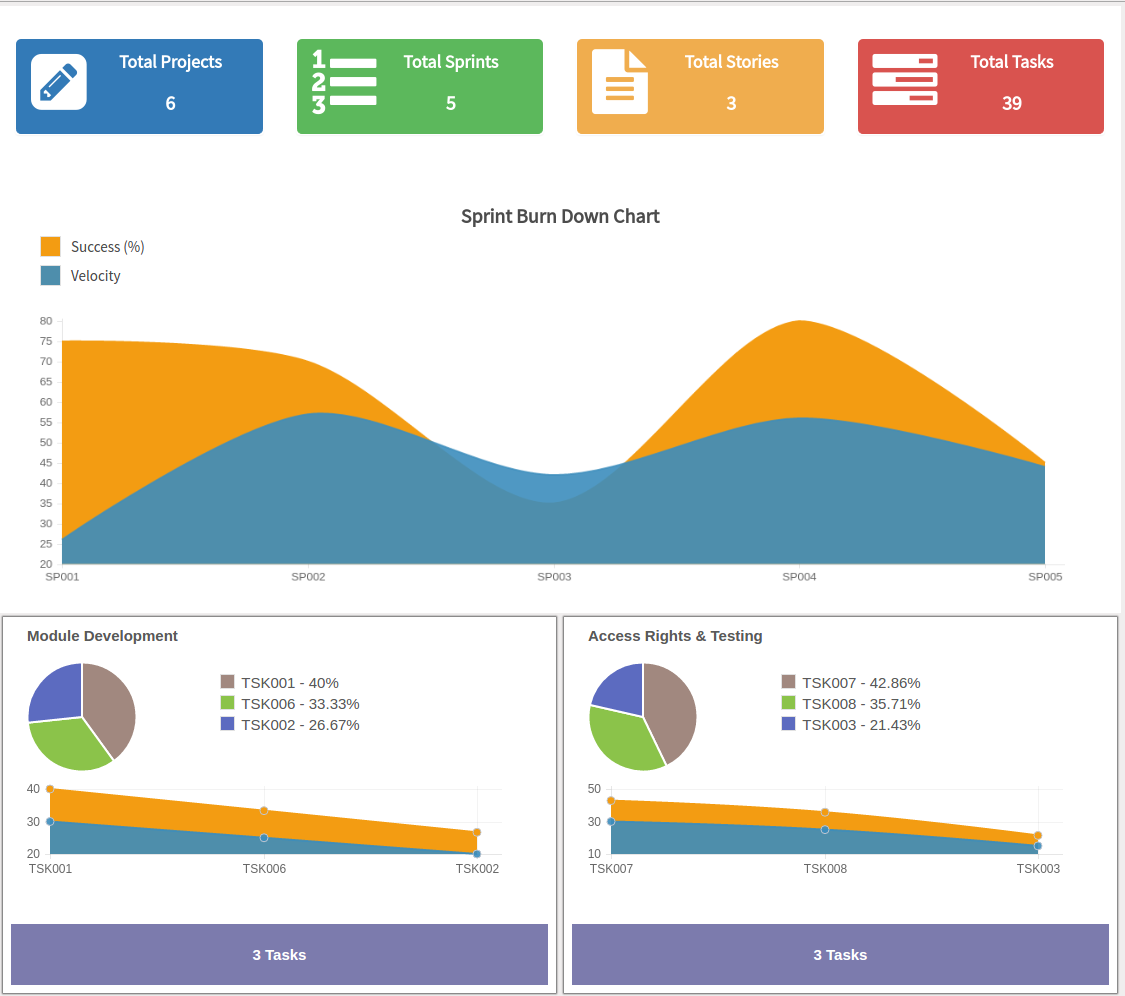 Total Projects
6
1
2
3
Total Sprints
5
Total Stories
3
Total Tasks
39
Sprint Burn Down Chart
Success (%)
Velocity
80
75
70
65
60
55
50
45
40
35
30
25
20
SP001 SP002 SP003 SP004 SP005
Module Development
TSK001 - 40%
TSK006 - 33.33%
TSK002 - 26.67%
40
30
20
TSK001 TSK006 TSK002
3 Tasks
Access Rights & Testing
TSK007 - 42.86%
TSK008 - 35.71%
TSK003 - 21.43%
50
30
10
TSK007 TSK008 TSK003
3 Tasks